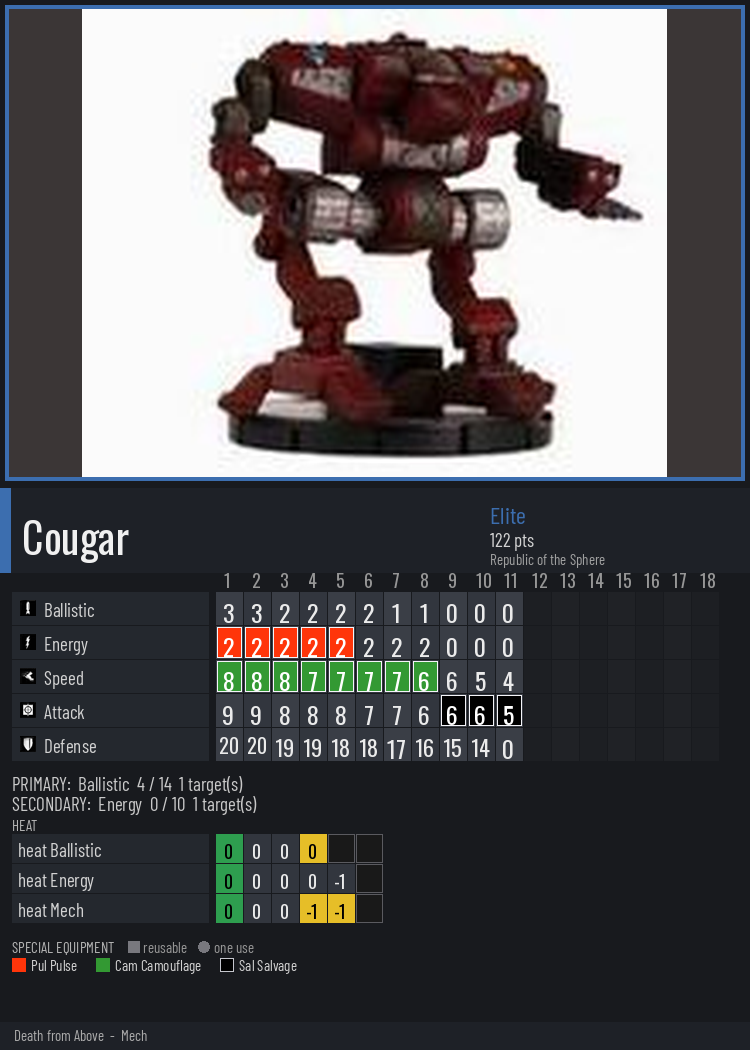 Cougar
Elite
122 pts
Republic of the Sphere
1 2 3 4 5 6 7 8 9 10 11 12 13 14 15 16 17 18
Ballistic 3 3 2 2 2 2 1 1 0 0 0
Energy 2 2 2 2 2 2 2 2 0 0 0
Speed 8 8 8 7 7 7 7 6 6 5 4
Attack 9 9 8 8 8 7 7 6 6 6 5
Defense 20 20 19 19 18 18 17 16 15 14 0
PRIMARY: Ballistic 4 / 14 1 target(s)
SECONDARY: Energy 0 / 10 1 target(s)
HEAT
heat Ballistic 0 0 0 0
heat Energy 0 0 0 0 -1
heat Mech 0 0 0 -1 -1
SPECIAL EQUIPMENT reusable one use
Pul Pulse Cam Camouflage Sal Salvage
Death from Above - Mech